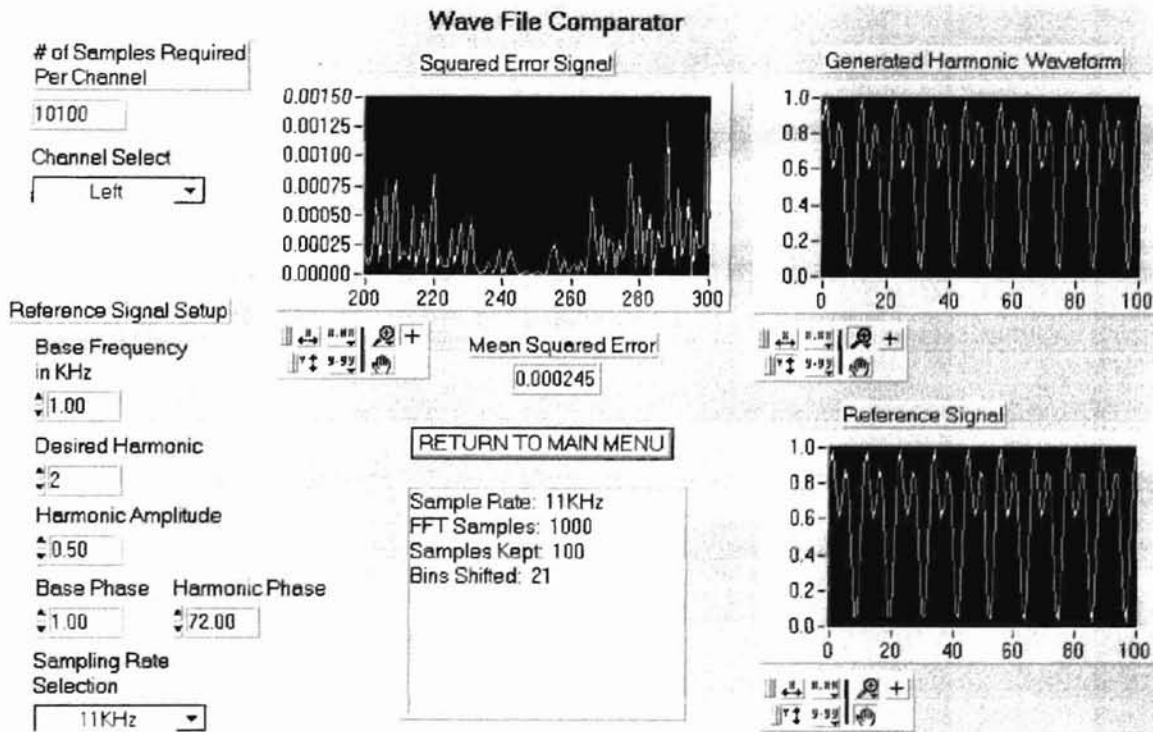 Wave File Comparator
# of Samples Required
Per Channel
10100
Channel Select
Left
Squared Error Signal
0.00150
0.00125
0.00100
0.00075
0.00050
0.00025
0.00000
200 220 240 260 280 300
Mean Squared Error
0.000245
Generated Harmonic Waveform
1.0
0.8
0.6
0.4
0.2
0.0
0 20 40 60 80 100
Reference Signal Setup
Base Frequency
in KHz
1.00
Desired Harmonic
2
Harmonic Amplitude
0.50
Base Phase Harmonic Phase
1.00 72.00
Sampling Rate
Selection
11KHz
RETURN TO MAIN MENU
Sample Rate: 11KHz
FFT Samples: 1000
Samples Kept: 100
Bins Shifted: 21
Reference Signal
1.0
0.8
0.6
0.4
0.2
0.0
0 20 40 60 80 100